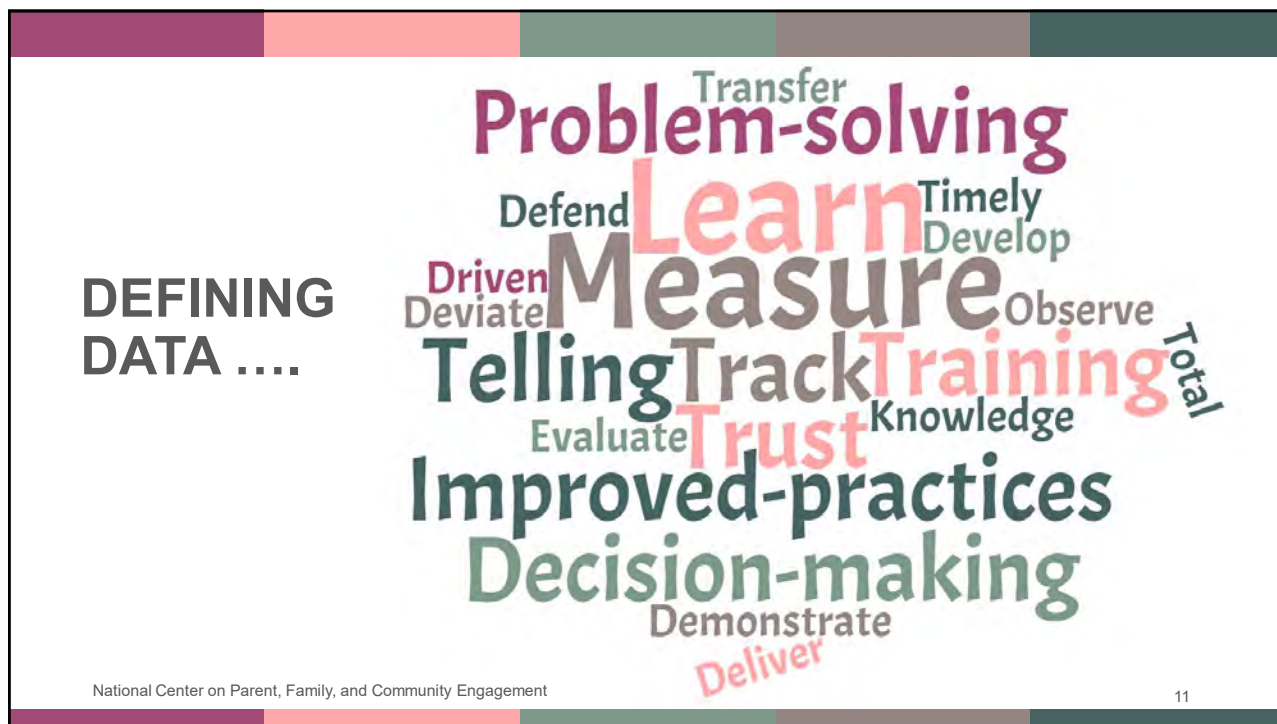 DEFINING
DATA ....
Transfer
Problem-solving
Learn
Defend
Timely
Develop
Measure
Driven
Deviate
Observe
Telling
Track
Training
Total
Evaluate
Trust
Knowledge
Improved-practices
Decision-making
Demonstrate
Deliver
National Center on Parent, Family, and Community Engagement
11